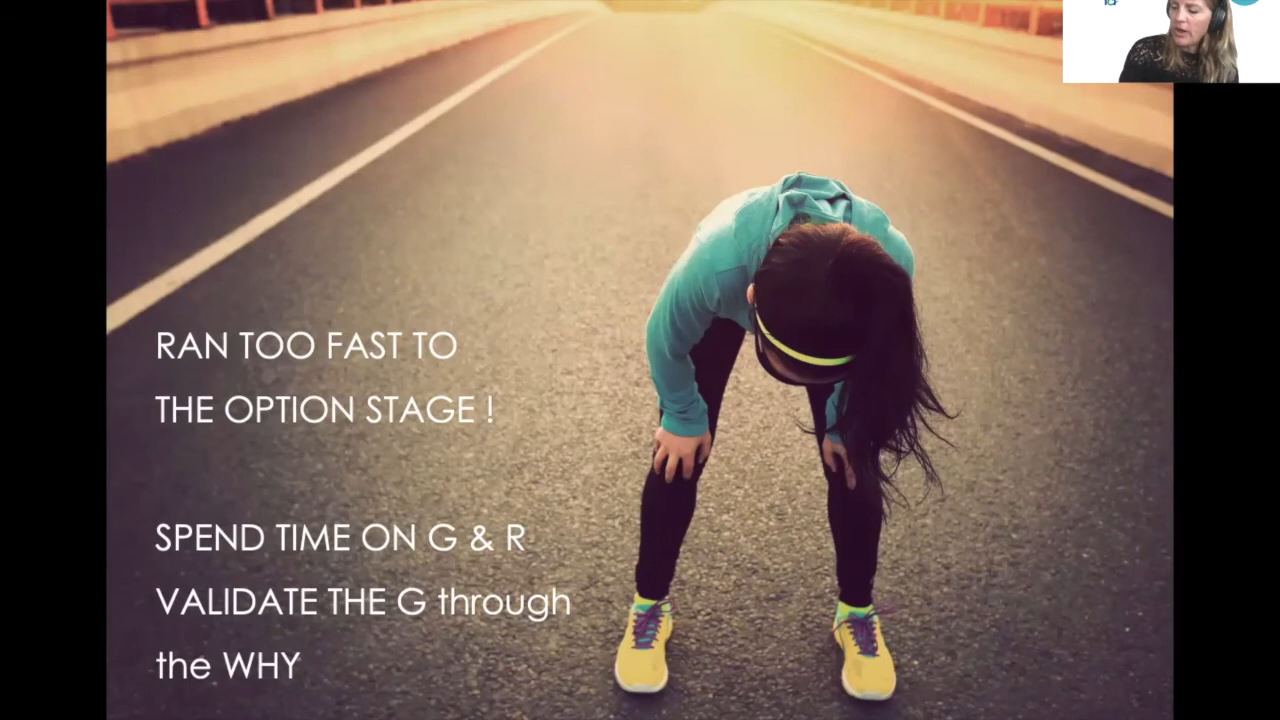 RAN TOO FAST TO
THE OPTION STAGE !
SPEND TIME ON G & R
VALIDATE THE G through
the WHY